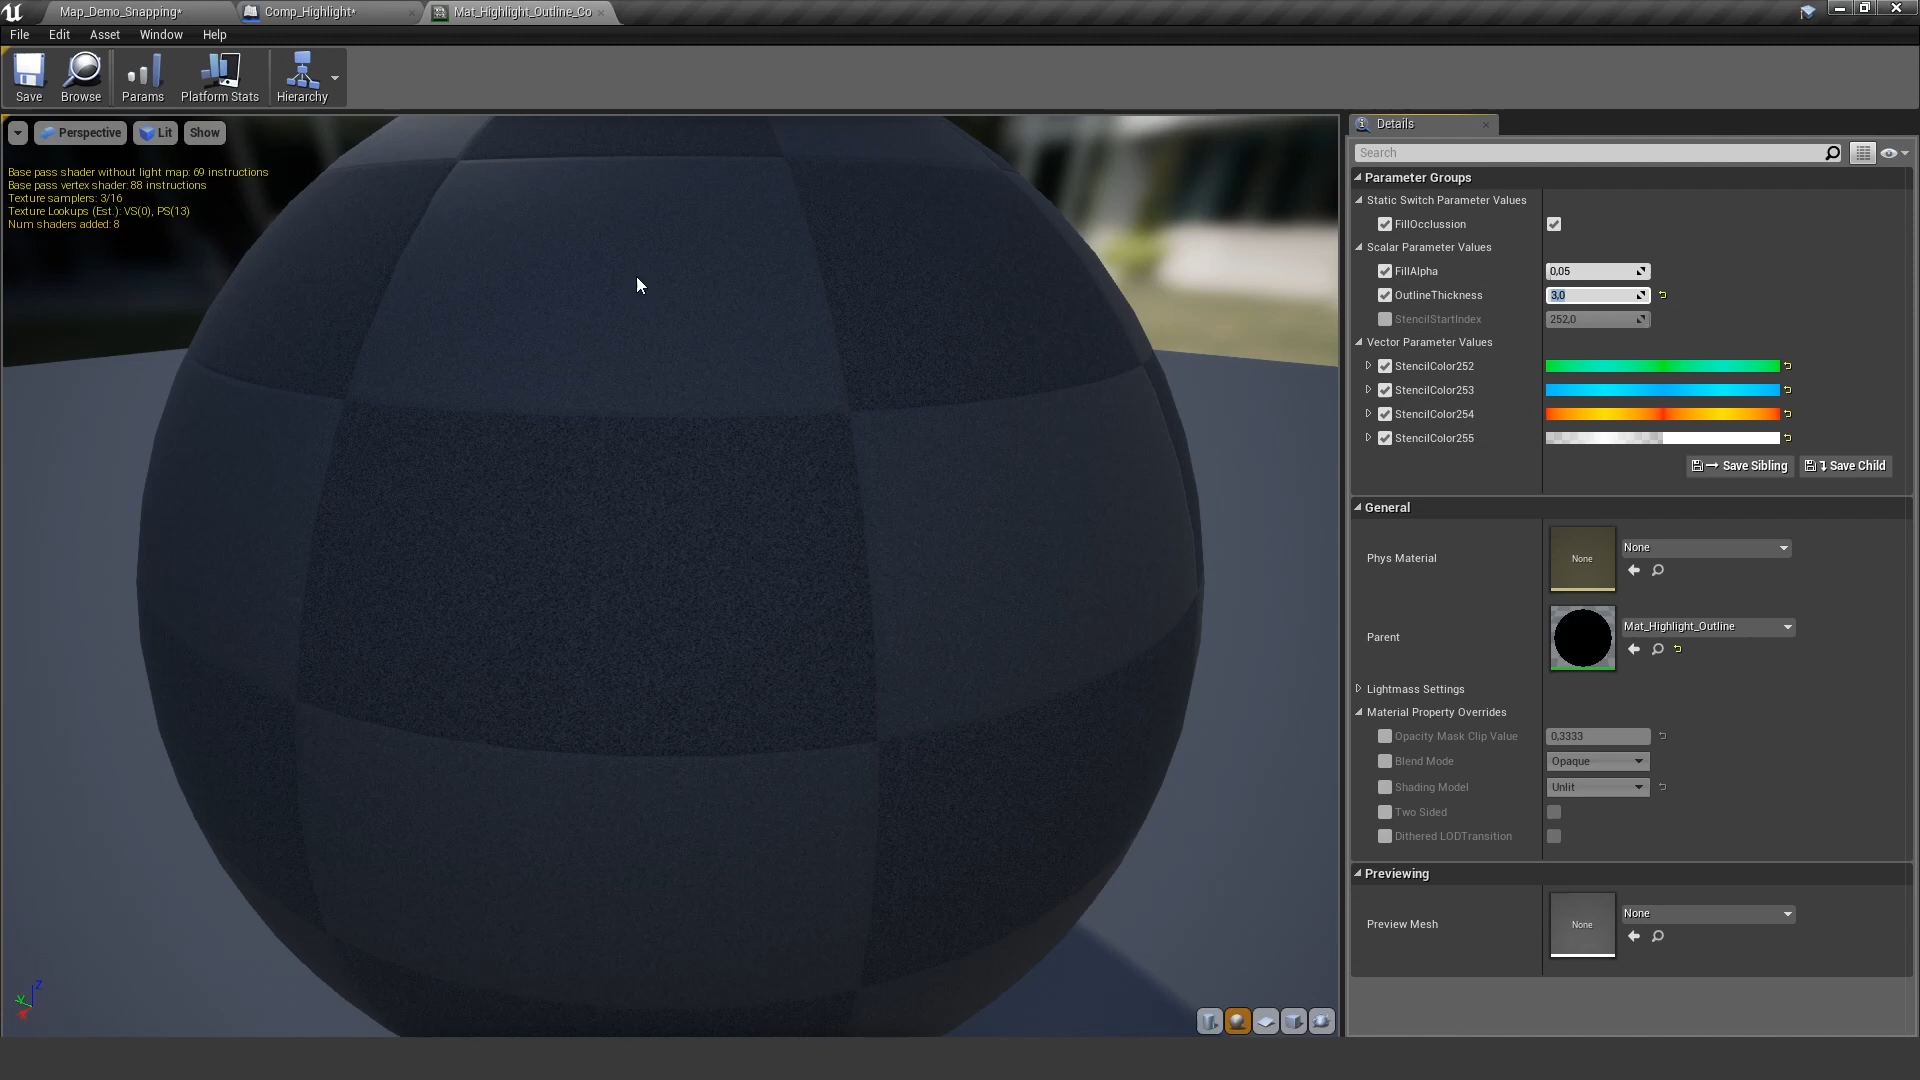 Map_Demo_Snapping*
Comp_Highlight*
Mat_Highlight_Outline_Co
File Edit Asset Window Help
Save Browse Params Platform Stats Hierarchy
Perspective Lit Show
Base pass shader without light map: 69 instructions
Base pass vertex shader: 88 instructions
Texture samplers: 3/16
Texture Lookups (Est.): VS(0), PS(13)
Num shaders added: 8
Z
Y
X
Details
Search
Parameter Groups
Static Switch Parameter Values
FillOcclussion
Scalar Parameter Values
FillAlpha 0,05
OutlineThickness 3,0
StencilStartIndex 252,0
Vector Parameter Values
StencilColor252
StencilColor253
StencilColor254
StencilColor255
Save Sibling Save Child
General
Phys Material None None
Parent Mat_Highlight_Outline
Lightmass Settings
Material Property Overrides
Opacity Mask Clip Value 0,3333
Blend Mode Opaque
Shading Model Unlit
Two Sided
Dithered LODTransition
Previewing
Preview Mesh None None